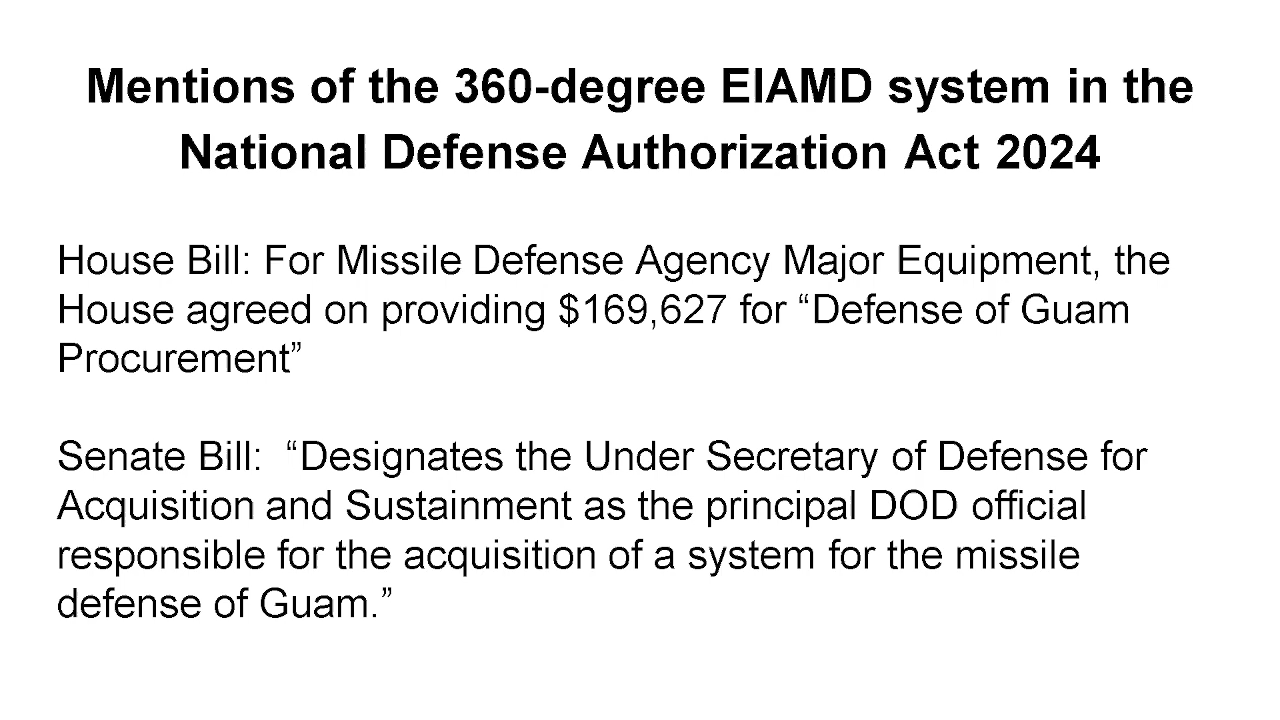 Mentions of the 360-degree EIAMD system in the
National Defense Authorization Act 2024
House Bill: For Missile Defense Agency Major Equipment, the
House agreed on providing $169,627 for “Defense of Guam
Procurement”
Senate Bill:  “Designates the Under Secretary of Defense for
Acquisition and Sustainment as the principal DOD official
responsible for the acquisition of a system for the missile
defense of Guam.”